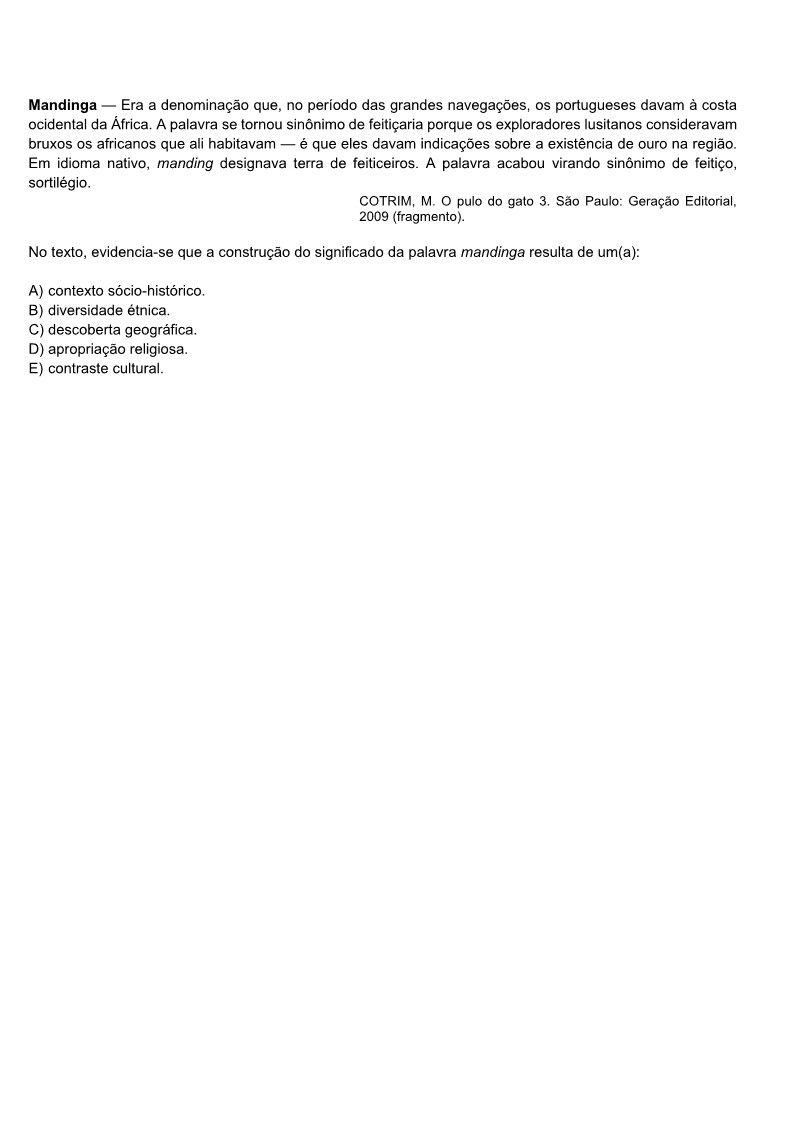 Mandinga — Era a denominação que, no período das grandes navegações, os portugueses davam à costa
ocidental da África. A palavra se tornou sinônimo de feitiçaria porque os exploradores lusitanos consideravam
bruxos os africanos que ali habitavam — é que eles davam indicações sobre a existência de ouro na região.
Em idioma nativo, manding designava terra de feiticeiros. A palavra acabou virando sinônimo de feitiço,
sortilégio.
COTRIM, M. O pulo do gato 3. São Paulo: Geração Editorial,
2009 (fragmento).
No texto, evidencia-se que a construção do significado da palavra mandinga resulta de um(a):
A) contexto sócio-histórico.
B) diversidade étnica.
C) descoberta geográfica.
D) apropriação religiosa.
E) contraste cultural.